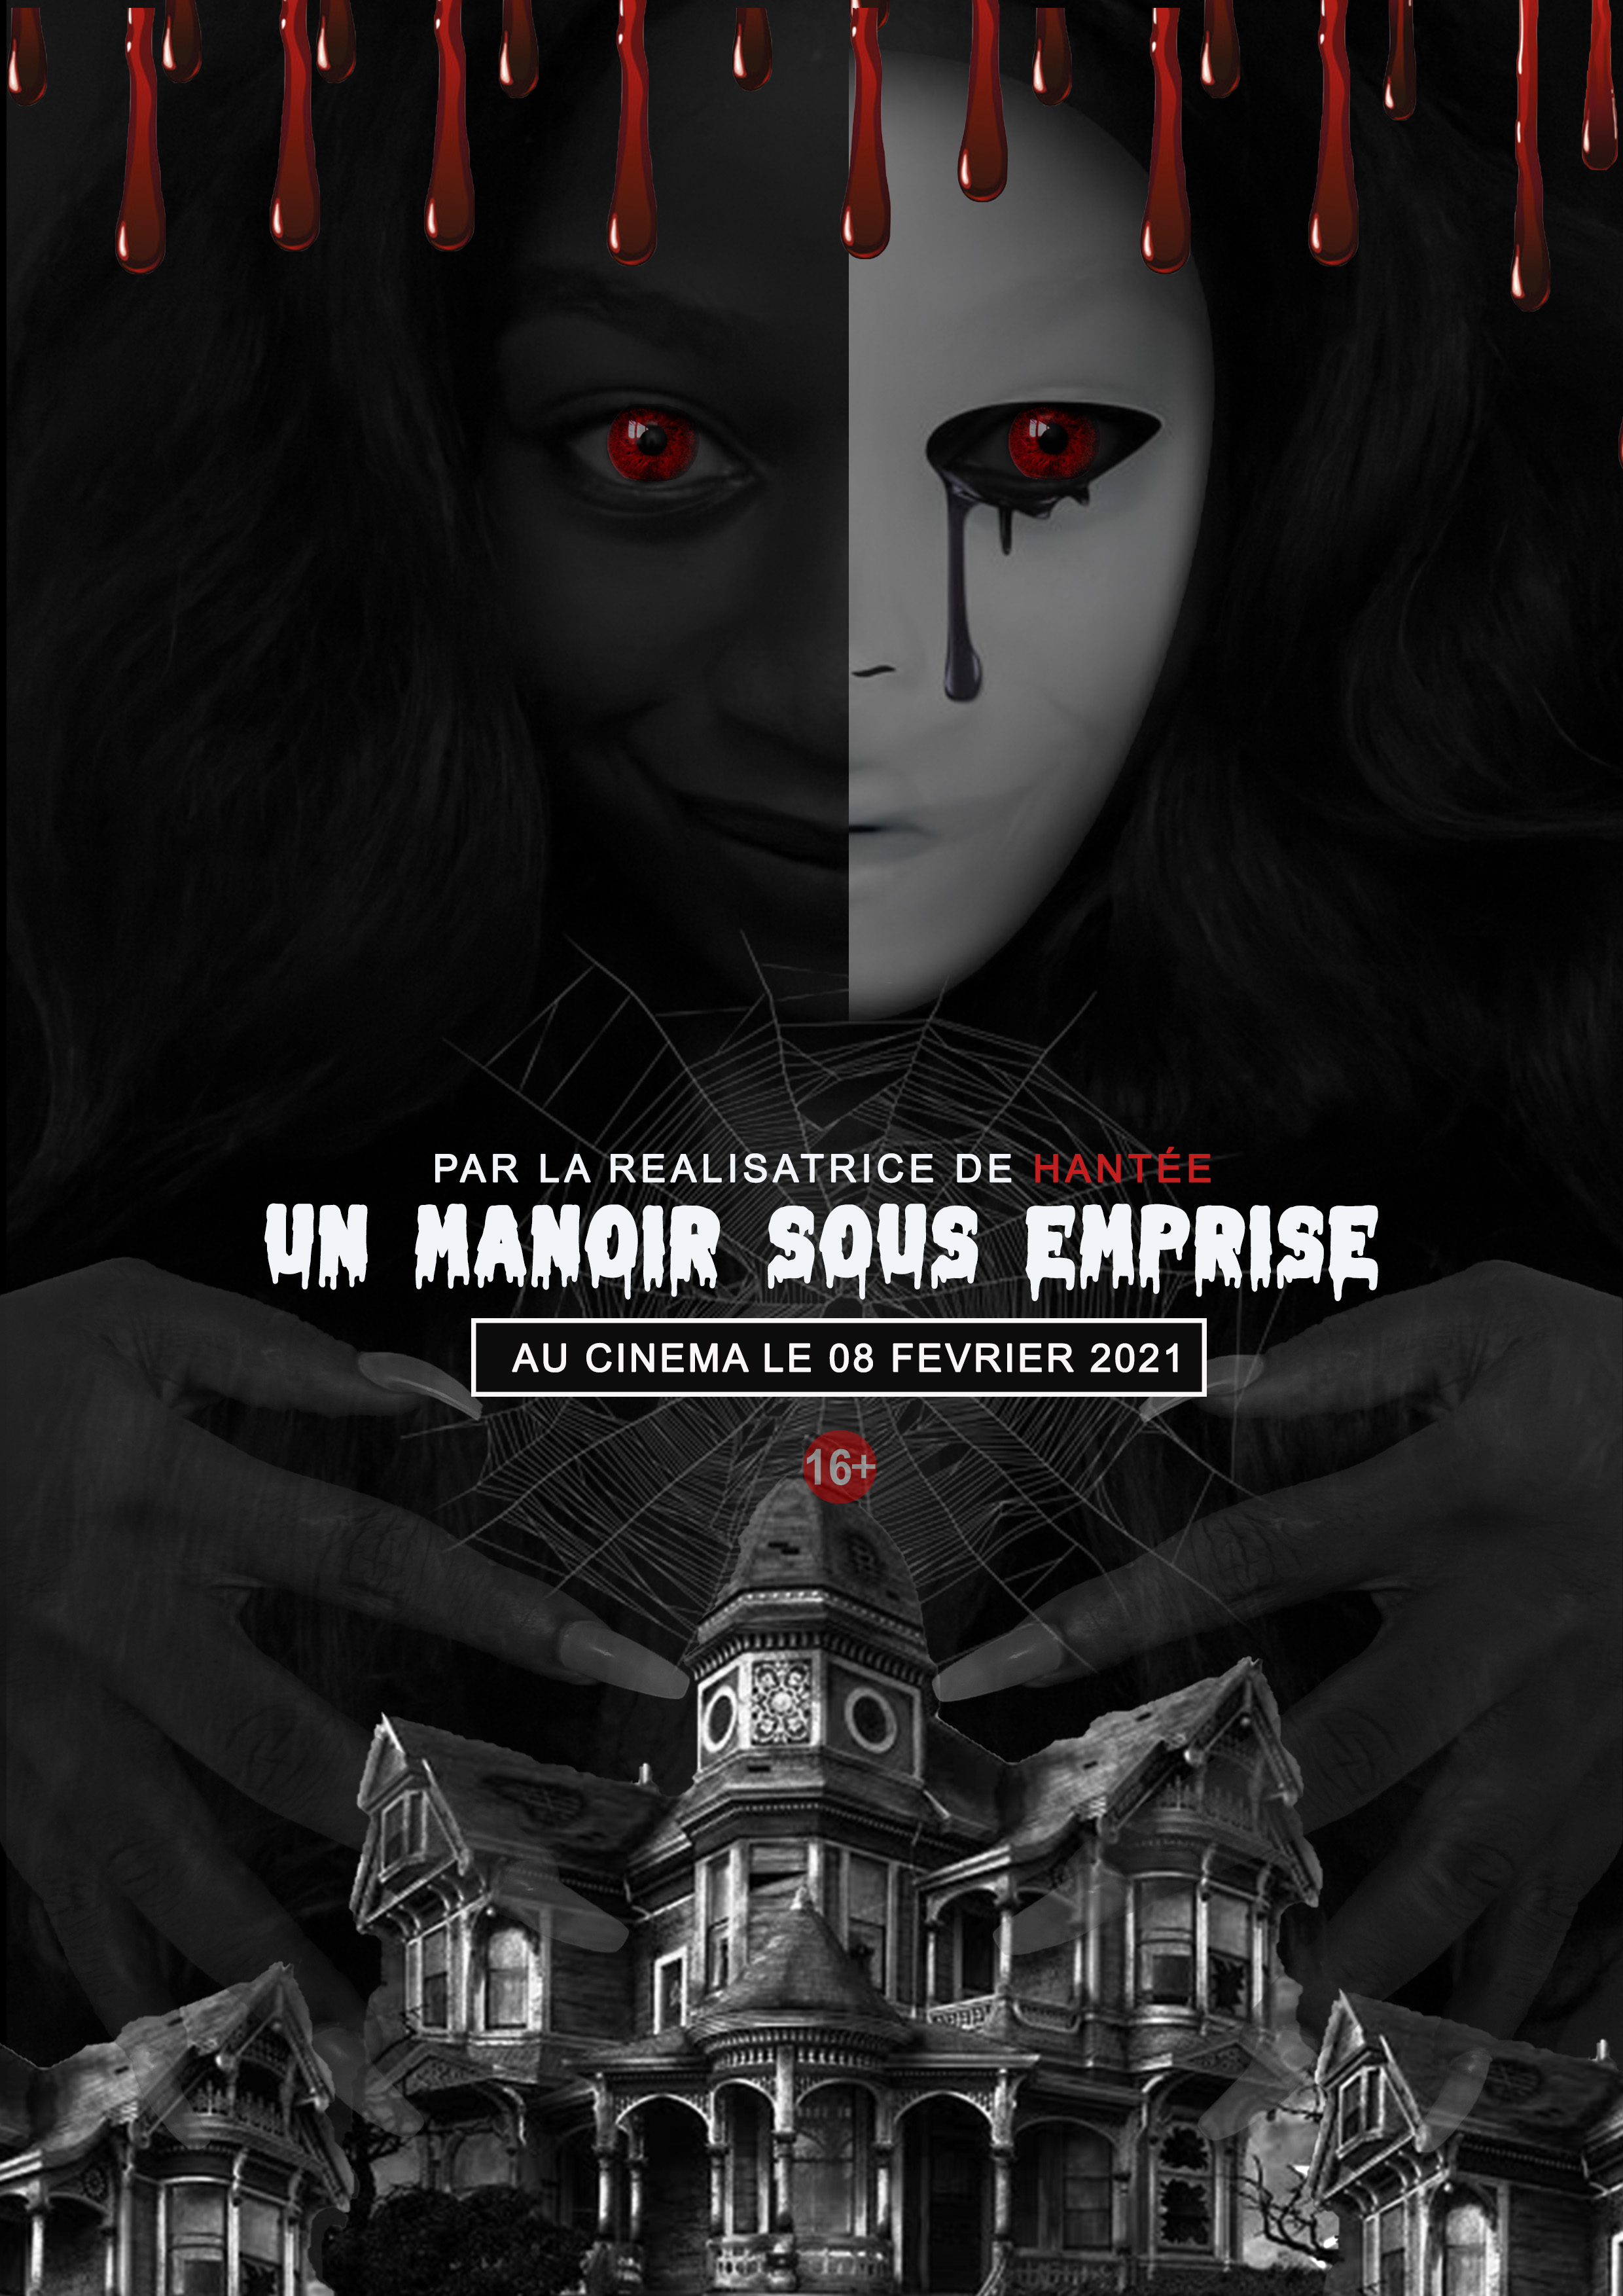 PAR LA REALISATRICE DE HANTÉE
UN MANOIR SOUS EMPRISE
AU CINEMA LE 08 FEVRIER 2021
16+